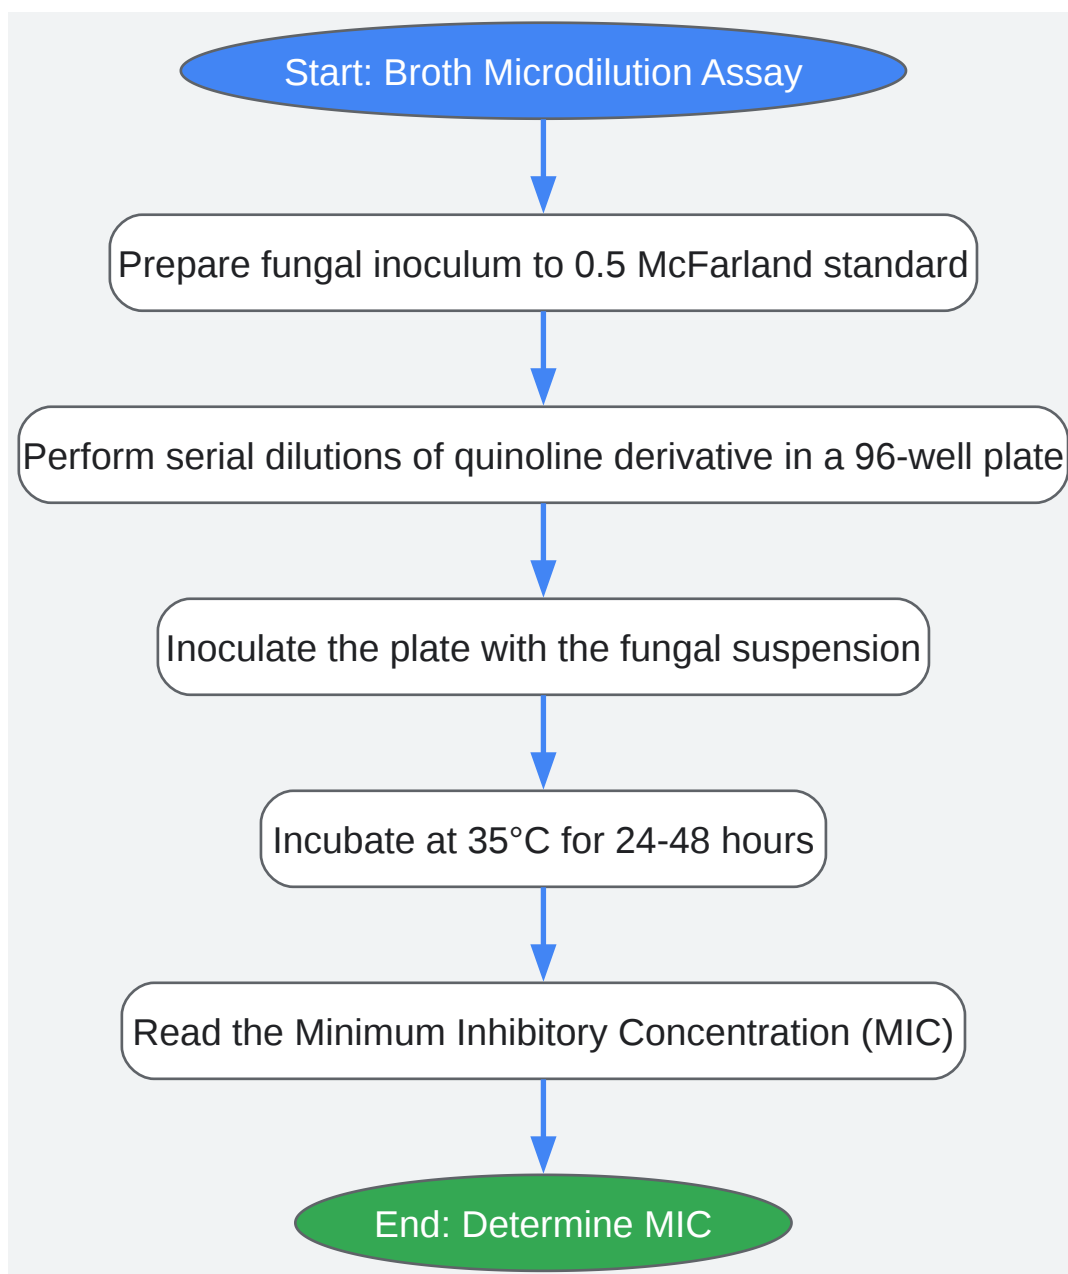 Start: Broth Microdilution Assay
Prepare fungal inoculum to 0.5 McFarland standard
Perform serial dilutions of quinoline derivative in a 96-well plate
Inoculate the plate with the fungal suspension
Incubate at 35°C for 24-48 hours
Read the Minimum Inhibitory Concentration (MIC)
End: Determine MIC